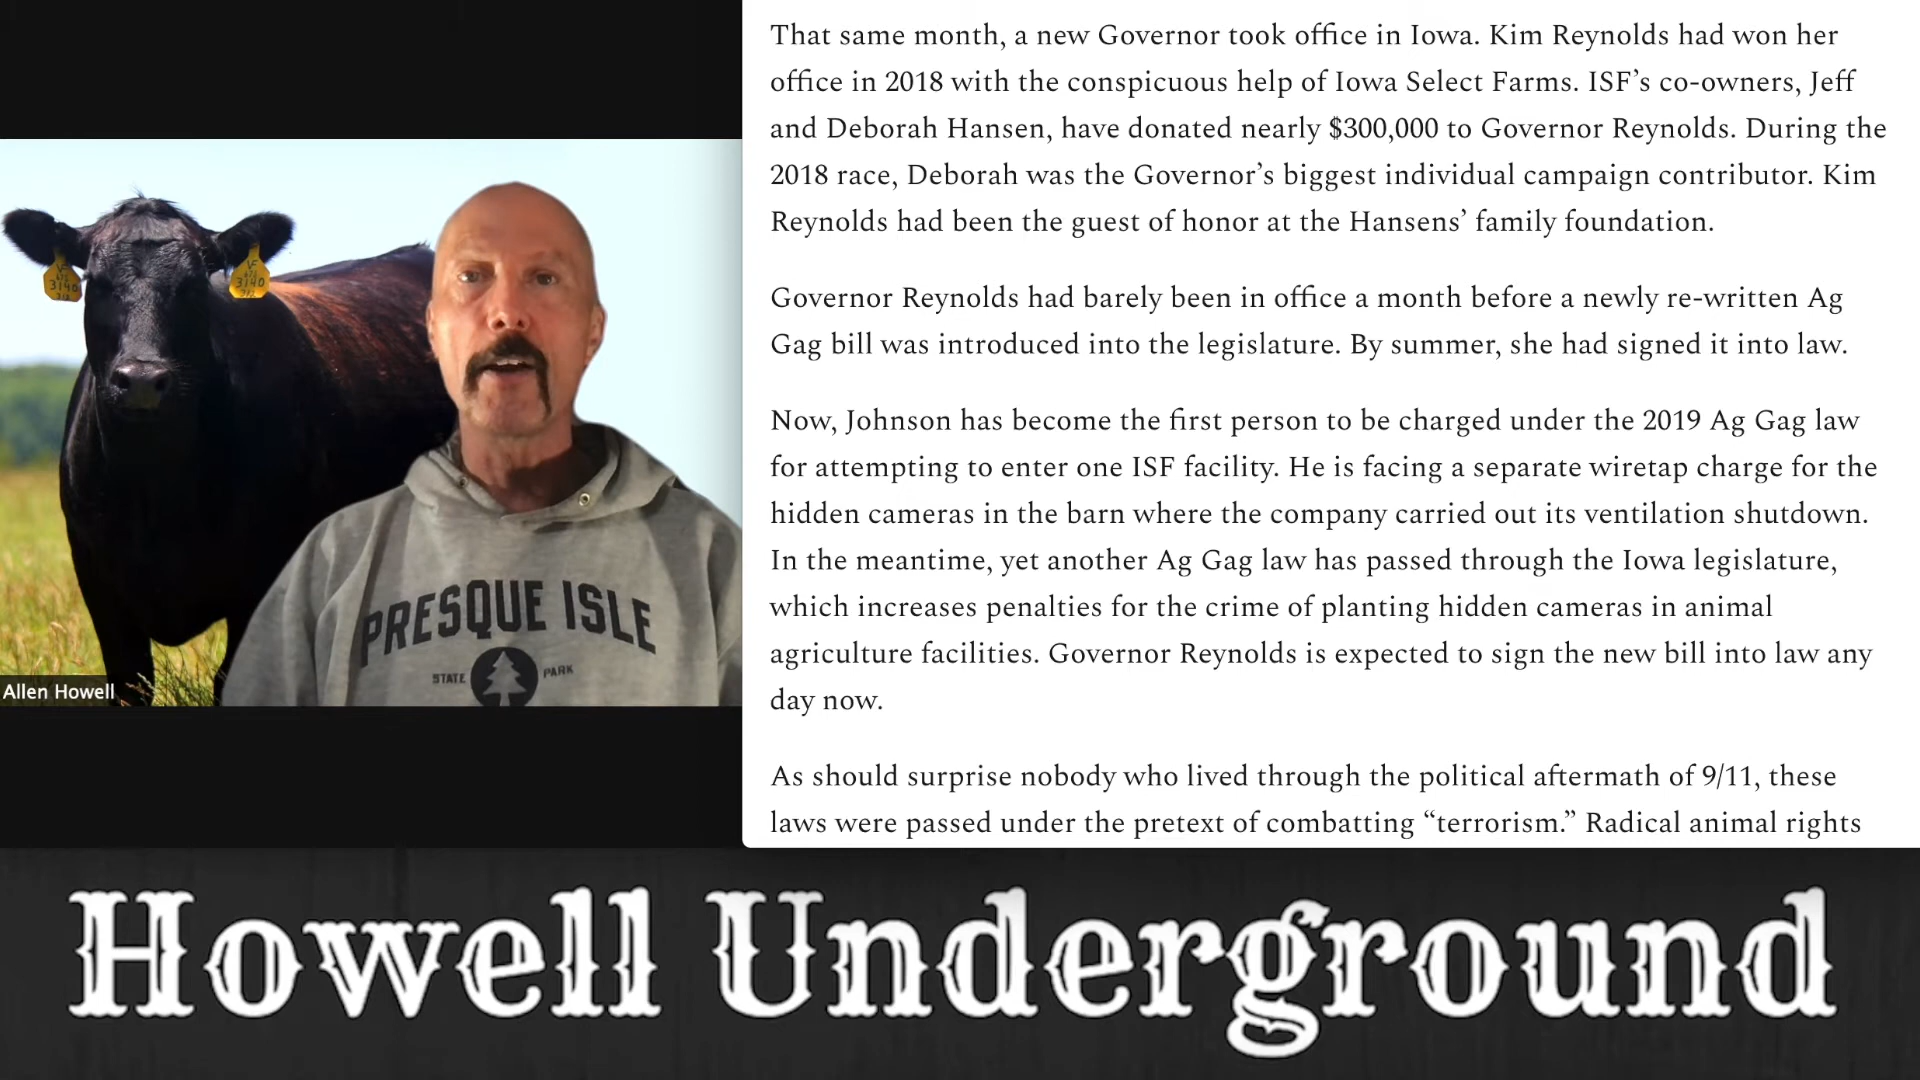 That same month, a new Governor took office in Iowa. Kim Reynolds had won her
office in 2018 with the conspicuous help of Iowa Select Farms. ISF’s co-owners, Jeff
and Deborah Hansen, have donated nearly $300,000 to Governor Reynolds. During the
2018 race, Deborah was the Governor’s biggest individual campaign contributor. Kim
Reynolds had been the guest of honor at the Hansens’ family foundation.
Governor Reynolds had barely been in office a month before a newly re-written Ag
Gag bill was introduced into the legislature. By summer, she had signed it into law.
Now, Johnson has become the first person to be charged under the 2019 Ag Gag law
for attempting to enter one ISF facility. He is facing a separate wiretap charge for the
hidden cameras in the barn where the company carried out its ventilation shutdown.
In the meantime, yet another Ag Gag law has passed through the Iowa legislature,
which increases penalties for the crime of planting hidden cameras in animal
agriculture facilities. Governor Reynolds is expected to sign the new bill into law any
day now.
As should surprise nobody who lived through the political aftermath of 9/11, these
laws were passed under the pretext of combatting “terrorism.” Radical animal rights
VF
3140
VF
3140
PRESQUE ISLE
STATE PARK
Allen Howell
Howell Underground